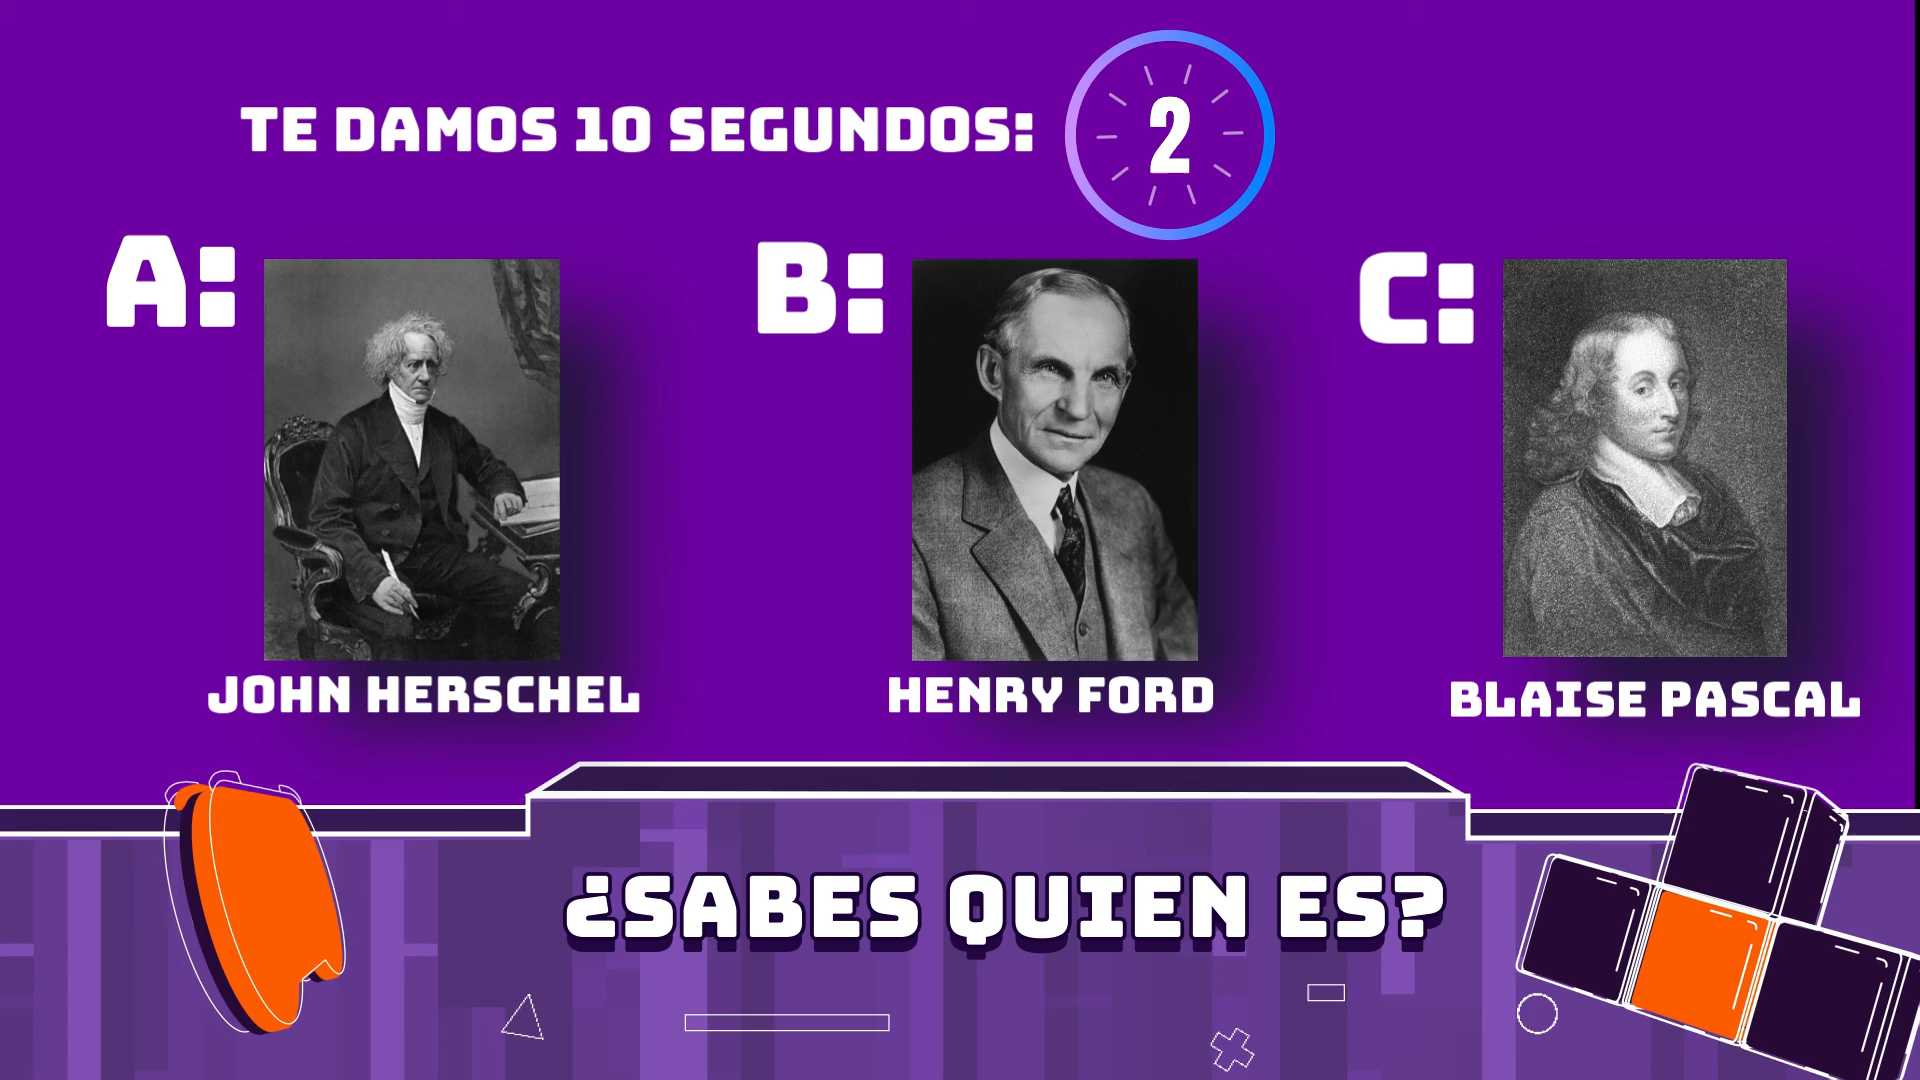 TE DAMOS 10 SEGUNDOS:
2
A:
B:
C:
JOHN HERSCHEL
HENRY FORD
BLAISE PASCAL
¿SABES QUIEN ES?